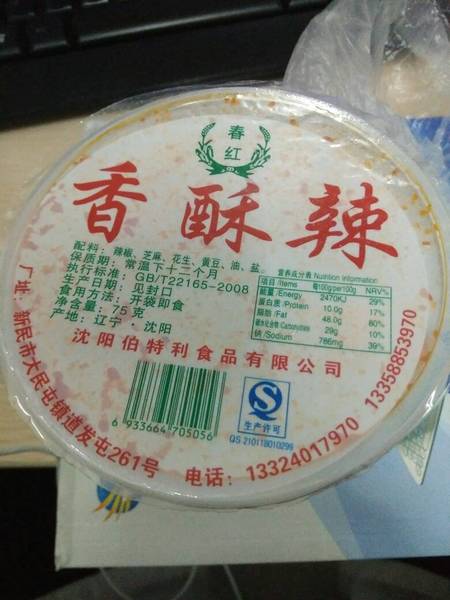 春
红
香酥辣
配料：辣椒、芝麻、花生、黄豆、油、盐
保质期：常温下十二个月
执行标准：GB/T22165-2008
生产日期：见封口
食用方法：开袋即食
净含量：75克
产地：辽宁·沈阳
营养成分表 Nutrition information
项目/Items 每100g/per100g NRV%
能量/Energy 2470KJ 29%
蛋白质/Protein 10.0g 17%
脂肪/Fat 48.0g 80%
碳水化合物 Carbohydrate 29g 10%
钠/Sodium 786mg 39%
沈阳伯特利食品有限公司
6 933664 705056
QS
生产许可
QS 210118010299
厂址：新民市大民屯镇道发屯261号 电话：13324017970 13358853970